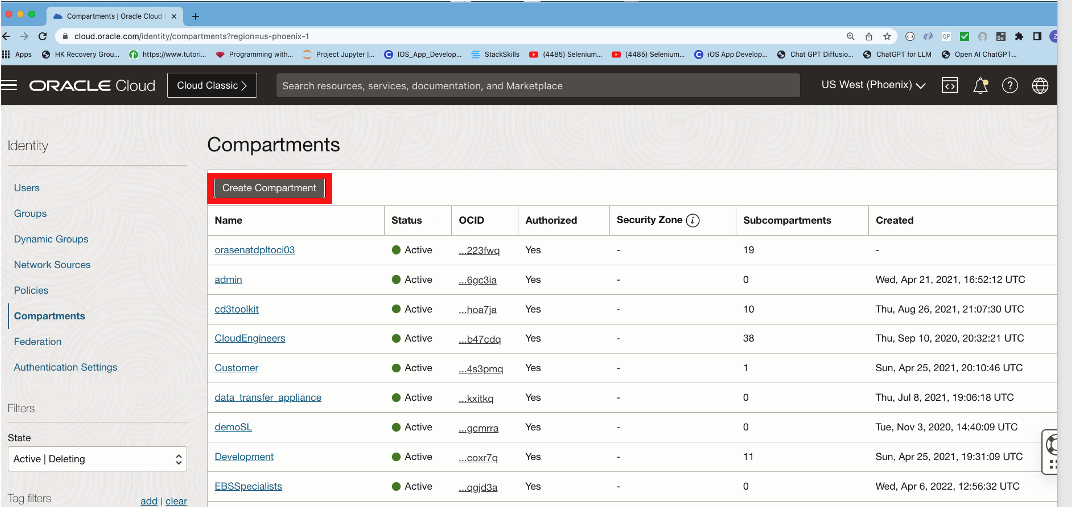 Compartments | Oracle Cloud
cloud.oracle.com/identity/compartments?region=us-phoenix-1
Apps
HK Recovery Grou...
https://www.tutori...
Programming with...
Project Jupyter |...
IOS_App_Develop...
StackSkills
(4485) Selenium...
(4485) Selenium...
iOS App Develop...
Chat GPT Diffusio...
ChatGPT for LLM
Open AI ChatGPT...
ORACLE Cloud
Cloud Classic >
Search resources, services, documentation, and Marketplace
US West (Phoenix)
Identity
Users
Groups
Dynamic Groups
Network Sources
Policies
Compartments
Federation
Authentication Settings
Filters
State
Active | Deleting
Tag filters
add | clear
Compartments
Create Compartment
Name Status OCID Authorized Security Zone i Subcompartments Created
orasenatdpltoci03 Active ...223fwq Yes - 19 -
admin Active ...6gc3ia Yes - 0 Wed, Apr 21, 2021, 16:52:12 UTC
cd3toolkit Active ...hoa7ja Yes - 10 Thu, Aug 26, 2021, 21:07:30 UTC
CloudEngineers Active ...b47cdq Yes - 38 Thu, Sep 10, 2020, 20:32:21 UTC
Customer Active ...4s3pmq Yes - 1 Sun, Apr 25, 2021, 20:10:46 UTC
data_transfer_appliance Active ...kxitkq Yes - 0 Thu, Jul 8, 2021, 19:06:18 UTC
demoSL Active ...gcmrra Yes - 0 Tue, Nov 3, 2020, 14:40:09 UTC
Development Active ...coxr7q Yes - 11 Sun, Apr 25, 2021, 19:31:09 UTC
EBSSpecialists Active ...qgjd3a Yes - 0 Wed, Apr 6, 2022, 12:56:32 UTC